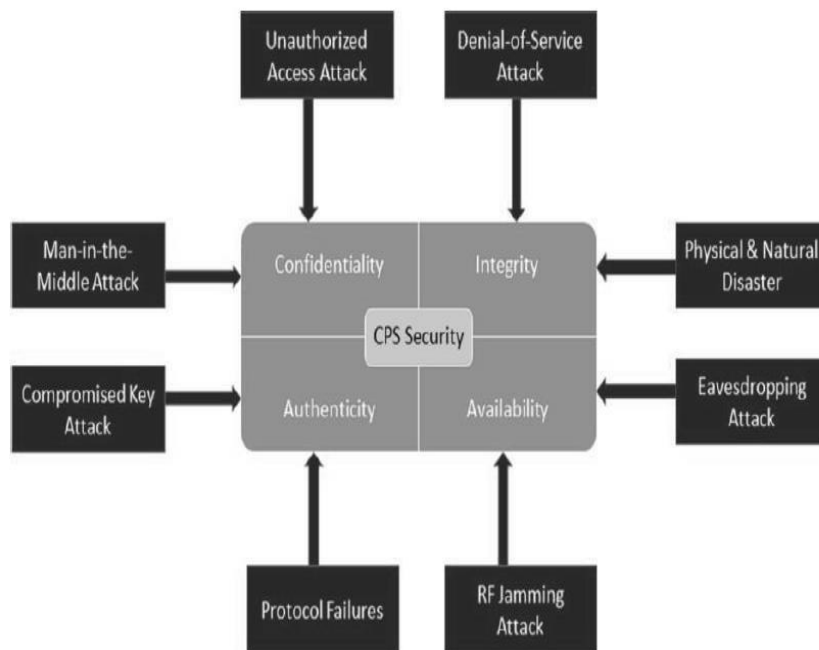 Unauthorized
Access Attack
Denial-of-Service
Attack
Man-in-the-
Middle Attack
Confidentiality
Integrity
Physical & Natural
Disaster
CPS Security
Compromised Key
Attack
Authenticity
Availability
Eavesdropping
Attack
Protocol Failures
RF Jamming
Attack